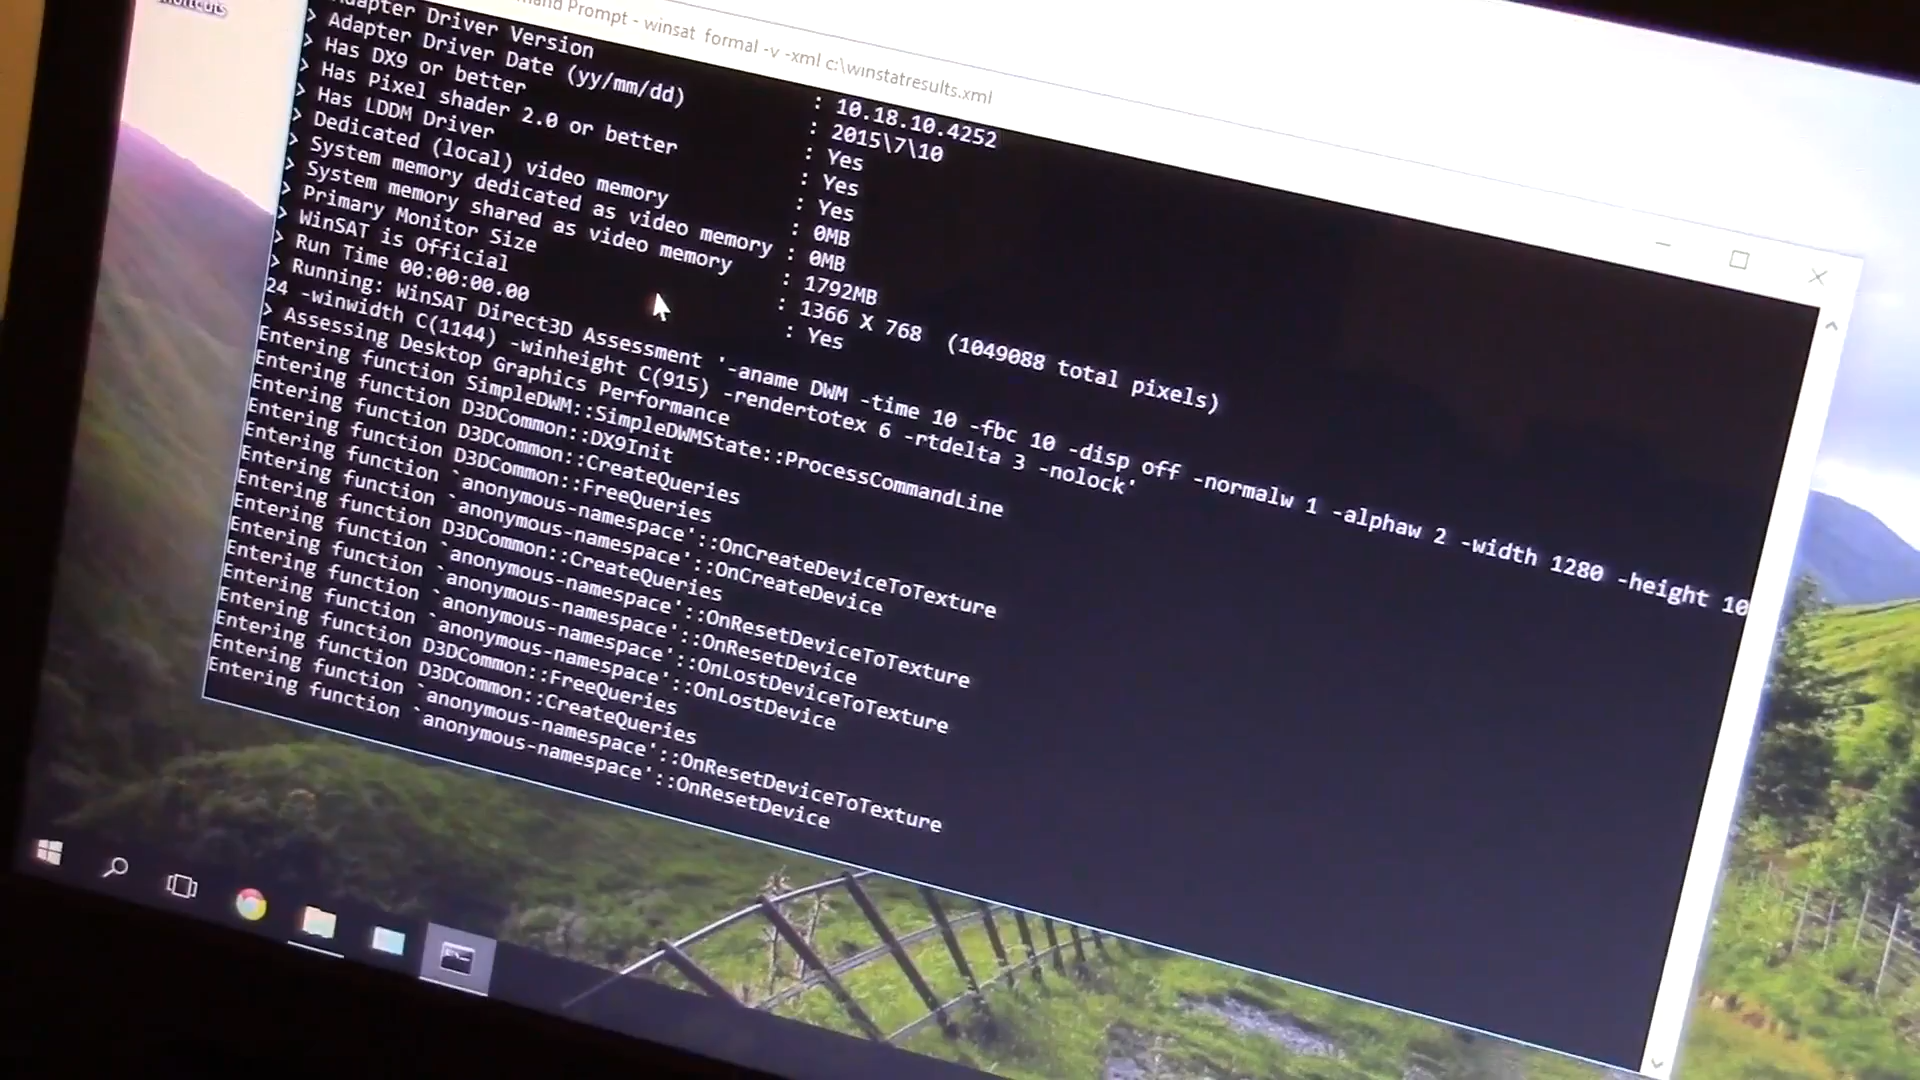 Prompt - winsat formal -v -xml c:\winstatresults.xml
Adapter Driver Version : 10.18.10.4252
> Adapter Driver Date (yy/mm/dd) : 2015\7\10
> Has DX9 or better : Yes
> Has Pixel shader 2.0 or better : Yes
> Has LDDM Driver : Yes
> Dedicated (local) video memory : 0MB
> System memory dedicated as video memory : 0MB
> System memory shared as video memory : 1792MB
> Primary Monitor Size : 1366 X 768 (1049088 total pixels)
> WinSAT is Official : Yes
> Run Time 00:00:00.00
> Running: WinSAT Direct3D Assessment '-aname DWM -time 10 -fbc 10 -disp off -normalw 1 -alphaw 2 -width 1280 -height 10
24 -winwidth C(1144) -winheight C(915) -rendertotex 6 -rtdelta 3 -nolock'
> Assessing Desktop Graphics Performance
Entering function SimpleDWM::SimpleDWMState::ProcessCommandLine
Entering function D3DCommon::DX9Init
Entering function D3DCommon::CreateQueries
Entering function D3DCommon::FreeQueries
Entering function `anonymous-namespace'::OnCreateDeviceToTexture
Entering function `anonymous-namespace'::OnCreateDevice
Entering function D3DCommon::CreateQueries
Entering function `anonymous-namespace'::OnResetDeviceToTexture
Entering function `anonymous-namespace'::OnResetDevice
Entering function `anonymous-namespace'::OnLostDeviceToTexture
Entering function `anonymous-namespace'::OnLostDevice
Entering function D3DCommon::FreeQueries
Entering function D3DCommon::CreateQueries
Entering function `anonymous-namespace'::OnResetDeviceToTexture
Entering function `anonymous-namespace'::OnResetDevice